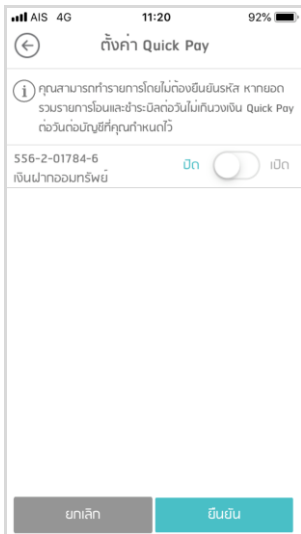 AIS 4G 11:20 92%
ตั้งค่า Quick Pay
i คุณสามารถทำรายการโดยไม่ต้องยืนยันรหัส หากยอด
รวมรายการโอนและชำระบิลต่อวันไม่เกินวงเงิน Quick Pay
ต่อวันต่อบัญชีที่คุณกำหนดไว้
556-2-01784-6
เงินฝากออมทรัพย์
ปิด เปิด
ยกเลิก ยืนยัน